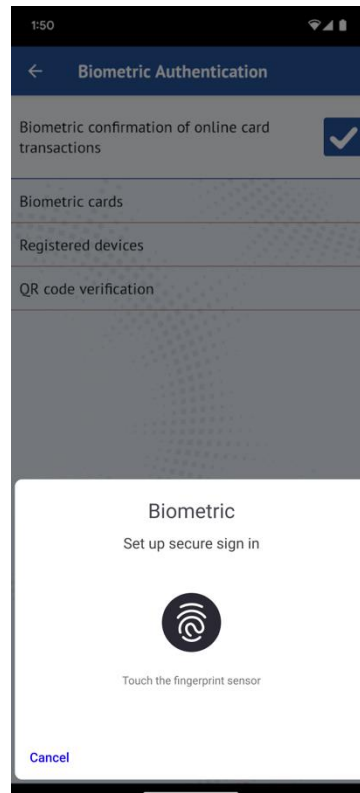 1:50
Biometric Authentication
Biometric confirmation of online card
transactions
Biometric cards
Registered devices
QR code verification
Biometric
Set up secure sign in
Touch the fingerprint sensor
Cancel